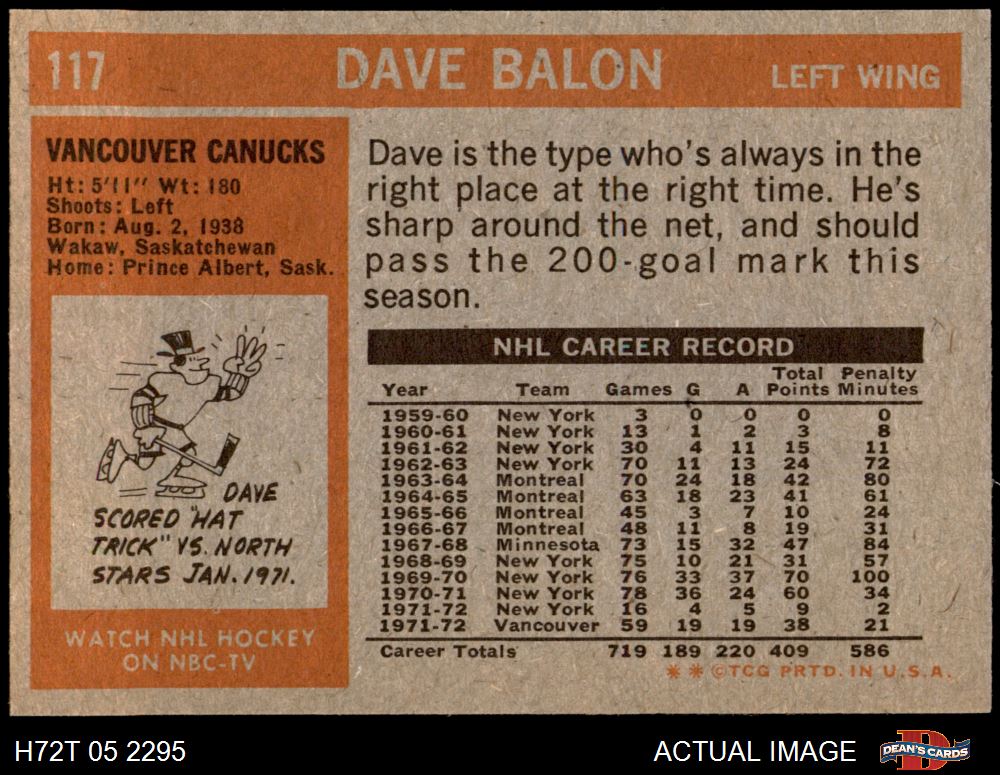 117 DAVE BALON LEFT WING
VANCOUVER CANUCKS
Ht: 5'11" Wt: 180
Shoots: Left
Born: Aug. 2, 1938
Wakaw, Saskatchewan
Home: Prince Albert, Sask.
DAVE
SCORED "HAT
TRICK" VS. NORTH
STARS JAN. 1971.
WATCH NHL HOCKEY
ON NBC-TV
Dave is the type who's always in the
right place at the right time. He's
sharp around the net, and should
pass the 200-goal mark this
season.
NHL CAREER RECORD
Total Penalty
Year Team Games G A Points Minutes
1959-60 New York 3 0 0 0 0
1960-61 New York 13 1 2 3 8
1961-62 New York 30 4 11 15 11
1962-63 New York 70 11 13 24 72
1963-64 Montreal 70 24 18 42 80
1964-65 Montreal 63 18 23 41 61
1965-66 Montreal 45 3 7 10 24
1966-67 Montreal 48 11 8 19 31
1967-68 Minnesota 73 15 32 47 84
1968-69 New York 75 10 21 31 57
1969-70 New York 76 33 37 70 100
1970-71 New York 78 36 24 60 34
1971-72 New York 16 4 5 9 2
1971-72 Vancouver 59 19 19 38 21
Career Totals 719 189 220 409 586
* * ©TCG PRTD. IN U.S.A.
H72T 05 2295 ACTUAL IMAGE DEAN'S CARDS